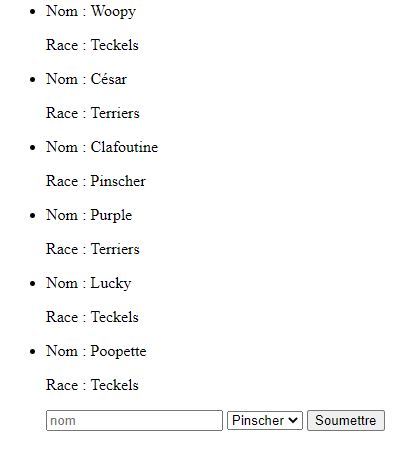 Nom : Woopy
Race : Teckels
Nom : César
Race : Terriers
Nom : Clafoutine
Race : Pinscher
Nom : Purple
Race : Terriers
Nom : Lucky
Race : Teckels
Nom : Poopette
Race : Teckels
nom Pinscher Soumettre